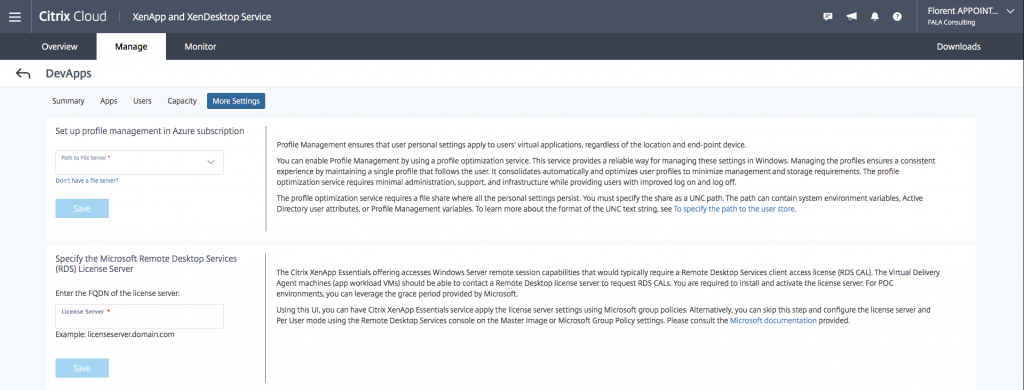 Citrix Cloud XenApp and XenDesktop Service Florent APPOINT...
FALA Consulting
Overview Manage Monitor Downloads
DevApps
Summary Apps Users Capacity More Settings
Set up profile management in Azure subscription
Path to File Server *
Don't have a file server?
Save
Profile Management ensures that user personal settings apply to users' virtual applications, regardless of the location and end-point device.
You can enable Profile Management by using a profile optimization service. This service provides a reliable way for managing these settings in Windows. Managing the profiles ensures a consistent
experience by maintaining a single profile that follows the user. It consolidates automatically and optimizes user profiles to minimize management and storage requirements. The profile
optimization service requires minimal administration, support, and infrastructure while providing users with improved log on and log off.
The profile optimization service requires a file share where all the personal settings persist. You must specify the share as a UNC path. The path can contain system environment variables, Active
Directory user attributes, or Profile Management variables. To learn more about the format of the UNC text string, see To specify the path to the user store.
Specify the Microsoft Remote Desktop Services
(RDS) License Server
Enter the FQDN of the license server:
License Server *
Example: licenseserver.domain.com
Save
The Citrix XenApp Essentials offering accesses Windows Server remote session capabilities that would typically require a Remote Desktop Services client access license (RDS CAL). The Virtual Delivery
Agent machines (app workload VMs) should be able to contact a Remote Desktop license server to request RDS CALs. You are required to install and activate the license server. For POC
environments, you can leverage the grace period provided by Microsoft.
Using this UI, you can have Citrix XenApp Essentials service apply the license server settings using Microsoft group policies. Alternatively, you can skip this step and configure the license server and
Per User mode using the Remote Desktop Services console on the Master Image or Microsoft Group Policy settings. Please consult the Microsoft documentation provided.